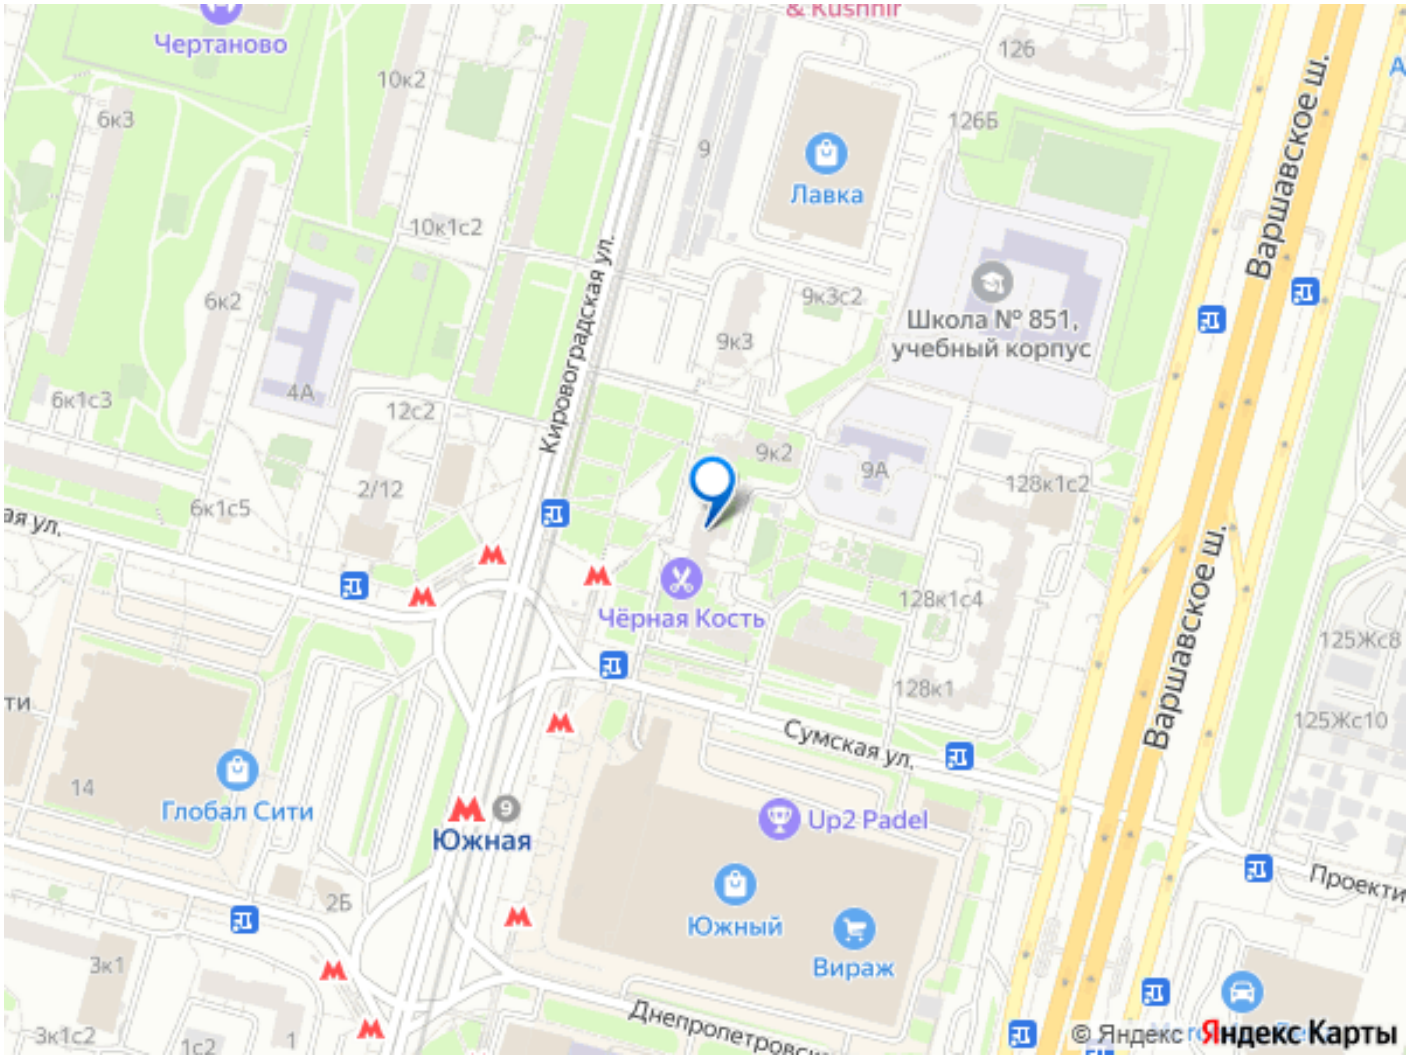 & Kushnir
Чертаново
126
10к2
6к3
126Б
9
Лавка
Варшавское ш.
10к1с2
6к2
9к3с2
Школа № 851,
учебный корпус
9к3
Кировоградская ул.
4А
6к1с3
12с2
9к2
9А
2/12
128к1с2
6к1с5
ая ул.
Варшавское ш.
128к1с4
Чёрная Кость
125Жс8
128к1
ти
125Жс10
Сумская ул.
14
Глобал Сити
9
Южная
Up2 Padel
Проекти
2Б
Южный
Вираж
3к1
Днепропетровск
3к1с2
1
1с2
© Яндекс Яндекс Карты